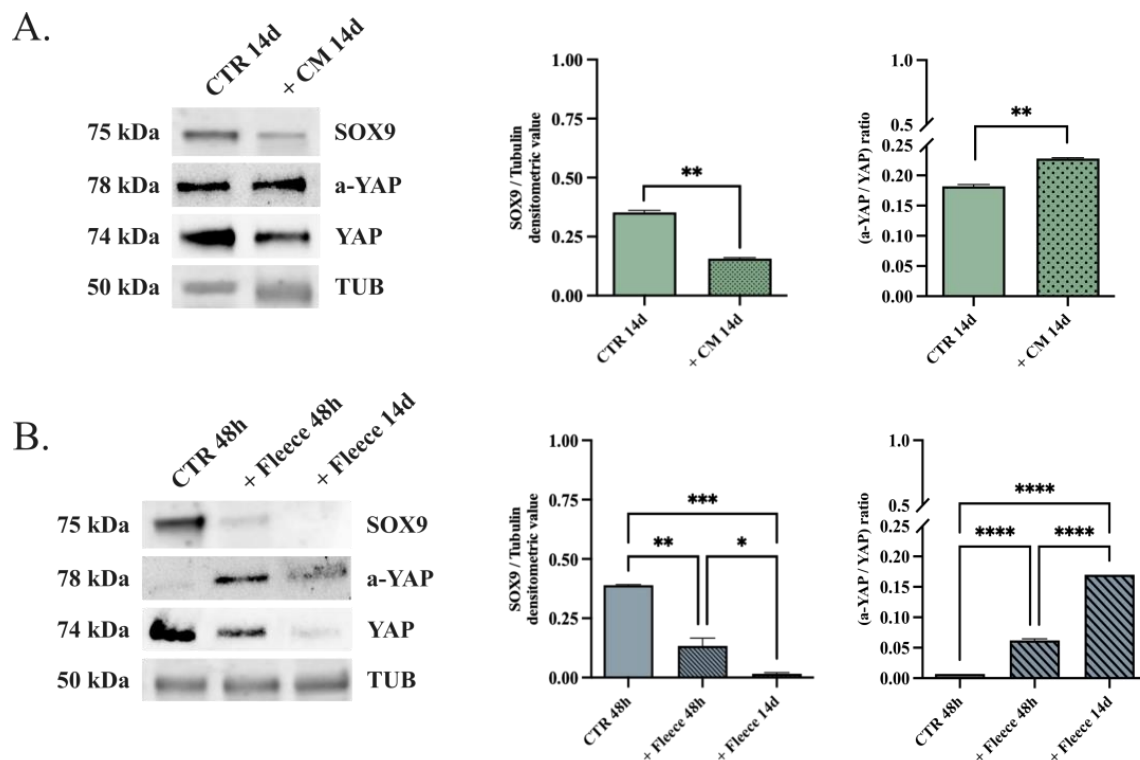 A.
CTR 14d
+ CM 14d
75 kDa
SOX9
78 kDa
a-YAP
74 kDa
YAP
50 kDa
TUB
SOX9 / Tubulin
densitometric value
1.00
0.75
0.50
0.25
0.00
**
CTR 14d
+ CM 14d
(a-YAP / YAP) ratio
1.0
0.5
0.25
0.20
0.15
0.10
0.05
0.00
**
CTR 14d
+ CM 14d
B.
CTR 48h
+ Fleece 48h
+ Fleece 14d
75 kDa
SOX9
78 kDa
a-YAP
74 kDa
YAP
50 kDa
TUB
SOX9 / Tubulin
densitometric value
1.00
0.75
0.50
0.25
0.00
***
**
*
CTR 48h
+ Fleece 48h
+ Fleece 14d
(a-YAP / YAP) ratio
1.0
0.5
0.25
0.20
0.15
0.10
0.05
0.00
****
****
****
CTR 48h
+ Fleece 48h
+ Fleece 14d